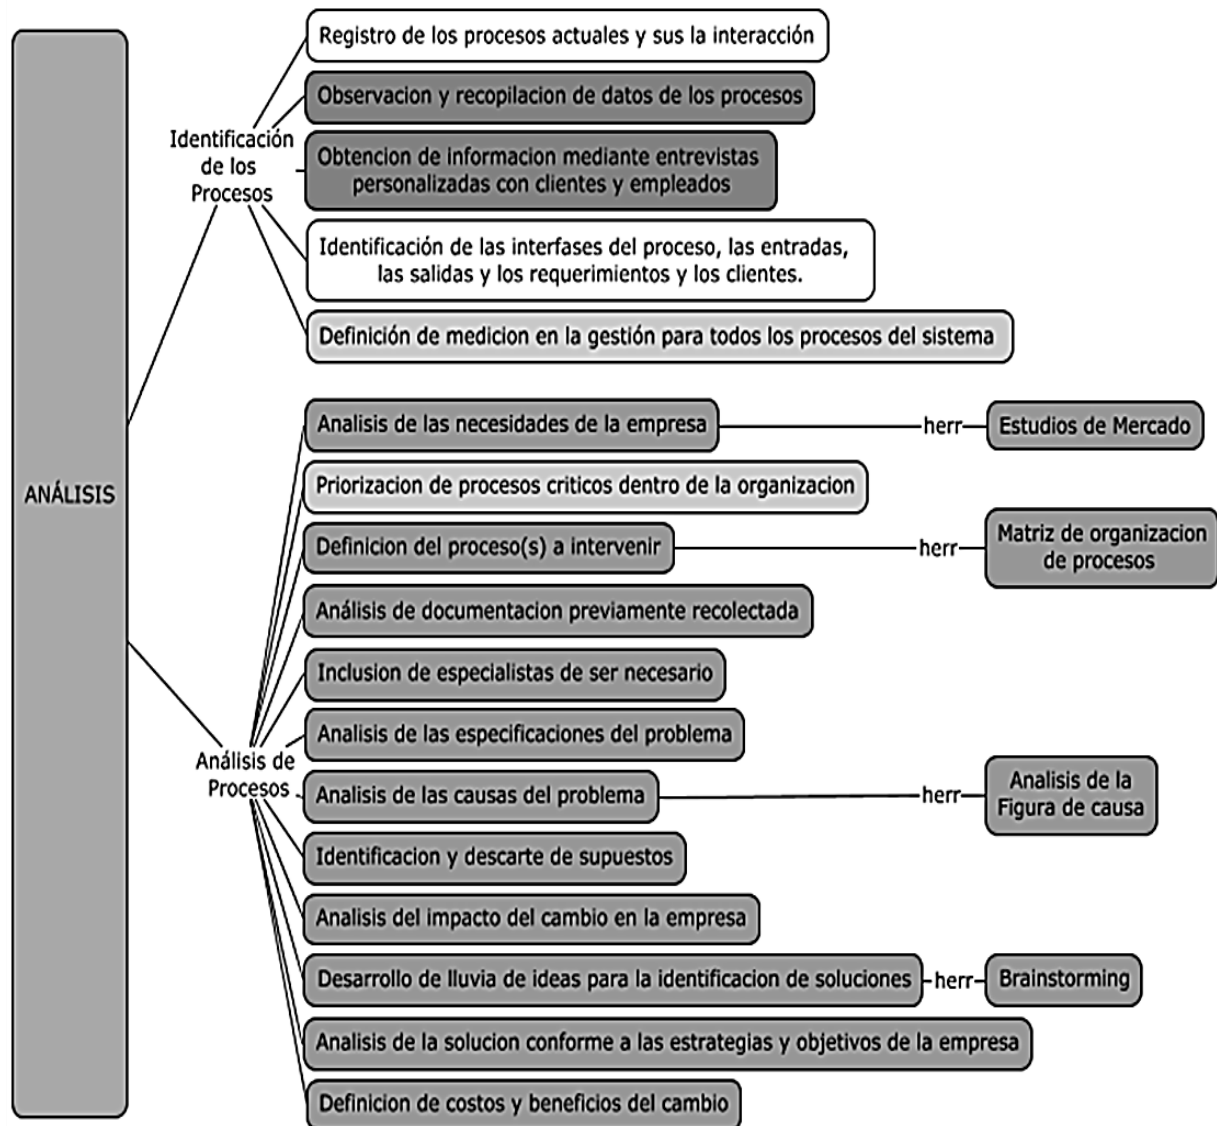 ANÁLISIS
Identificación
de los
Procesos
Registro de los procesos actuales y sus la interacción
Observacion y recopilacion de datos de los procesos
Obtencion de informacion mediante entrevistas
personalizadas con clientes y empleados
Identificación de las interfases del proceso, las entradas,
las salidas y los requerimientos y los clientes.
Definición de medicion en la gestión para todos los procesos del sistema
Análisis de
Procesos
Analisis de las necesidades de la empresa
herr
Estudios de Mercado
Priorizacion de procesos criticos dentro de la organizacion
Definicion del proceso(s) a intervenir
herr
Matriz de organizacion
de procesos
Análisis de documentacion previamente recolectada
Inclusion de especialistas de ser necesario
Analisis de las especificaciones del problema
Analisis de las causas del problema
herr
Analisis de la
Figura de causa
Identificacion y descarte de supuestos
Analisis del impacto del cambio en la empresa
Desarrollo de lluvia de ideas para la identificacion de soluciones
herr
Brainstorming
Analisis de la solucion conforme a las estrategias y objetivos de la empresa
Definicion de costos y beneficios del cambio